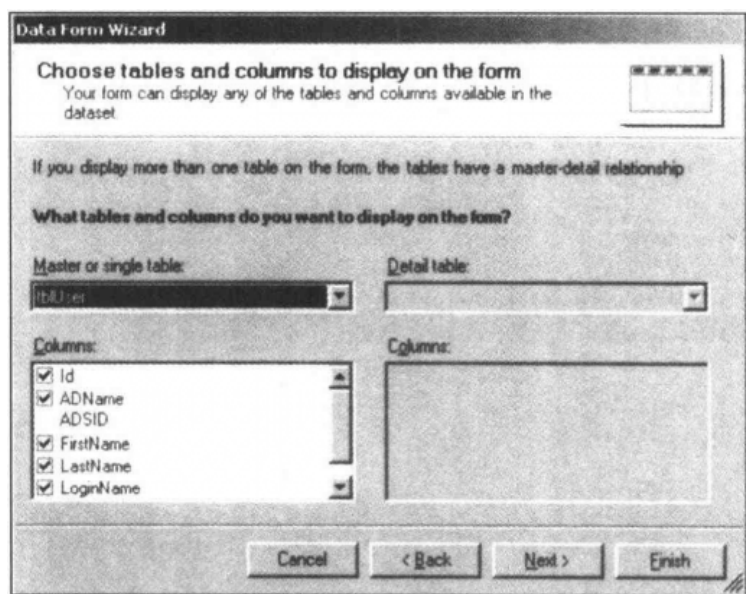 Data Form Wizard
Choose tables and columns to display on the form
Your form can display any of the tables and columns available in the
dataset
If you display more than one table on the form, the tables have a master-detail relationship
What tables and columns do you want to display on the form?
Master or single table:
Detail table:
tblUser
Columns:
Columns:
Id
ADName
ADSID
FirstName
LastName
LoginName
Cancel
< Back
Next >
Finish